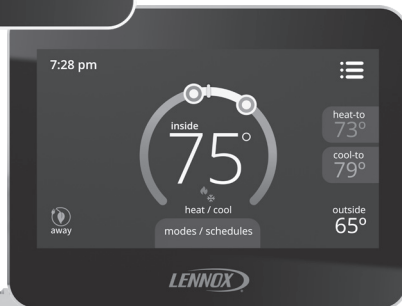 7:28 pm
inside
75°
heat / cool
modes / schedules
heat-to
73°
cool-to
79°
outside
65°
away
LENNOX